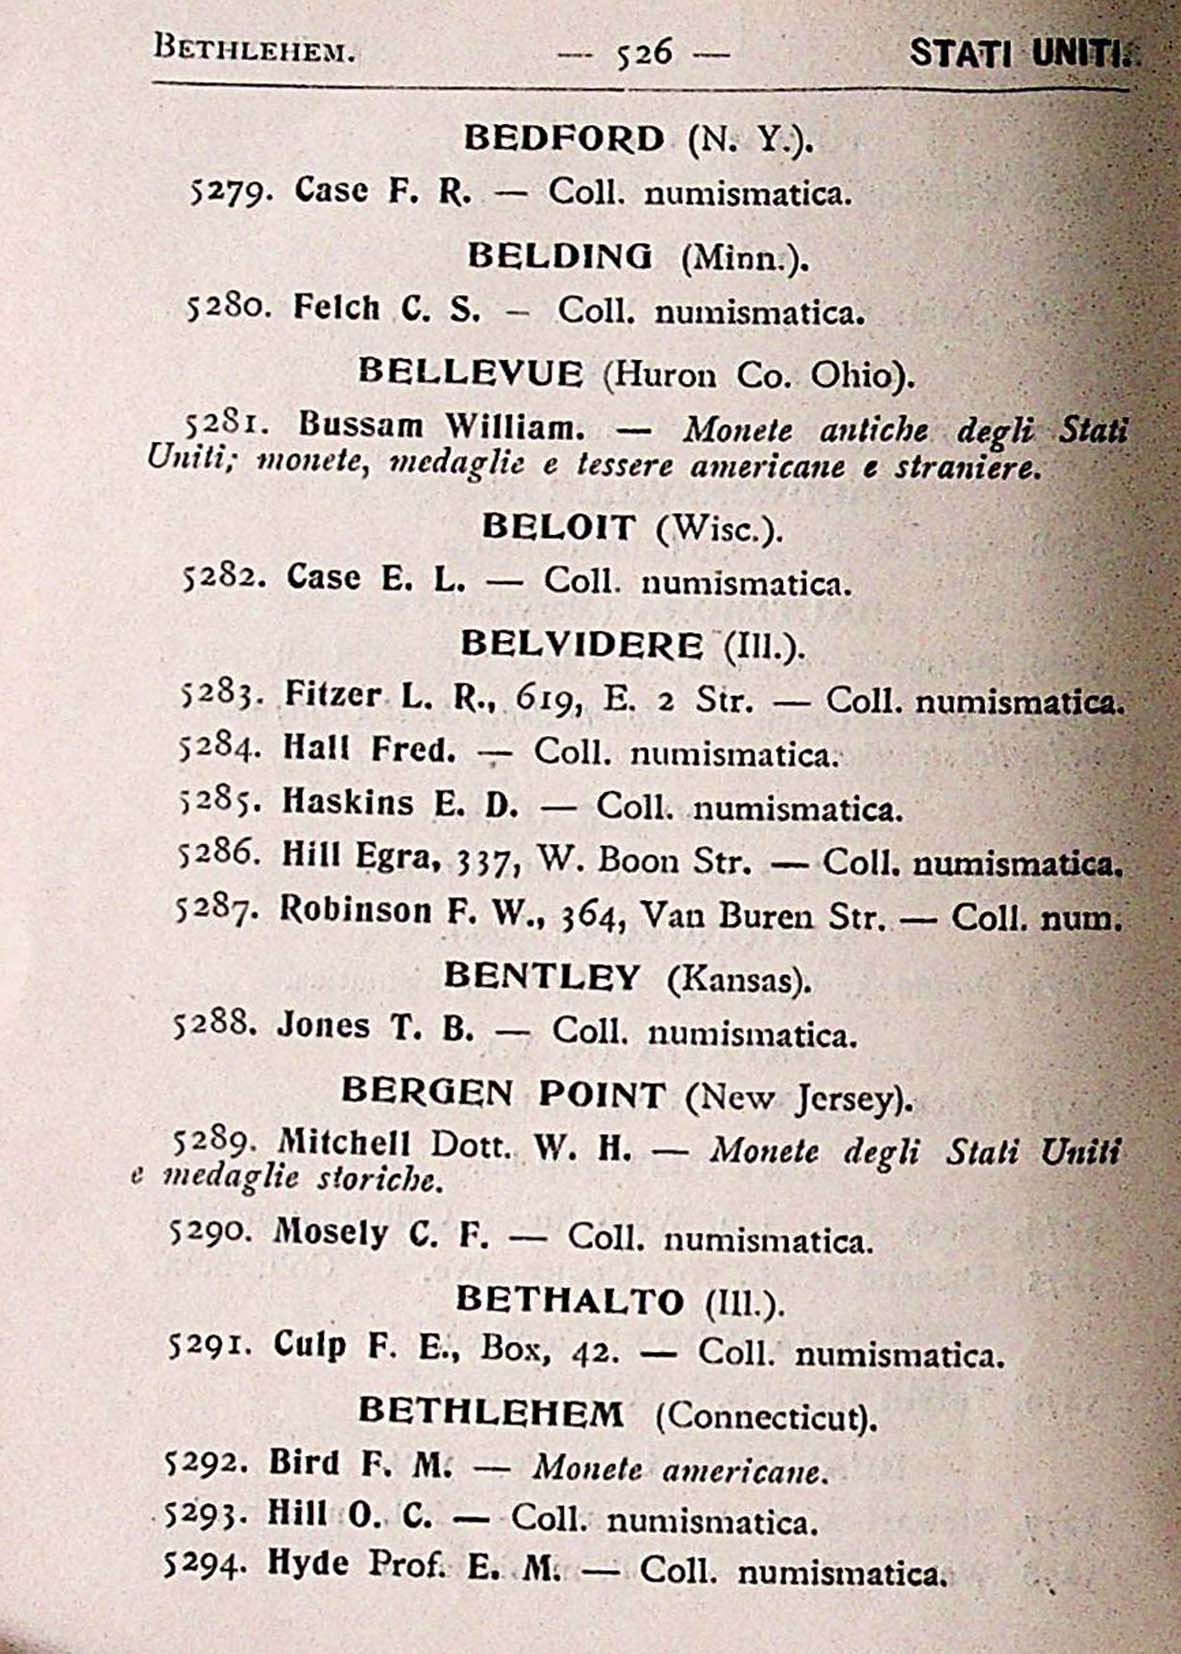 BETHLEHEM. — 526 — STATI UNITI.
BEDFORD (N. Y.).
5279. Case F. R. — Coll. numismatica.
BELDING (Minn.).
5280. Felch C. S. — Coll. numismatica.
BELLEVUE (Huron Co. Ohio).
5281. Bussam William. — Monete antiche degli Stati
Uniti; monete, medaglie e tessere americane e straniere.
BELOIT (Wisc.).
5282. Case E. L. — Coll. numismatica.
BELVIDERE (Ill.).
5283. Fitzer L. R., 619, E. 2 Str. — Coll. numismatica.
5284. Hall Fred. — Coll. numismatica.
5285. Haskins E. D. — Coll. numismatica.
5286. Hill Egra, 337, W. Boon Str. — Coll. numismatica.
5287. Robinson F. W., 364, Van Buren Str. — Coll. num.
BENTLEY (Kansas).
5288. Jones T. B. — Coll. numismatica.
BERGEN POINT (New Jersey).
5289. Mitchell Dott. W. H. — Monete degli Stati Uniti
e medaglie storiche.
5290. Mosely C. F. — Coll. numismatica.
BETHALTO (Ill.).
5291. Culp F. E., Box, 42. — Coll. numismatica.
BETHLEHEM (Connecticut).
5292. Bird F. M. — Monete americane.
5293. Hill O. C. — Coll. numismatica.
5294. Hyde Prof. E. M. — Coll. numismatica.